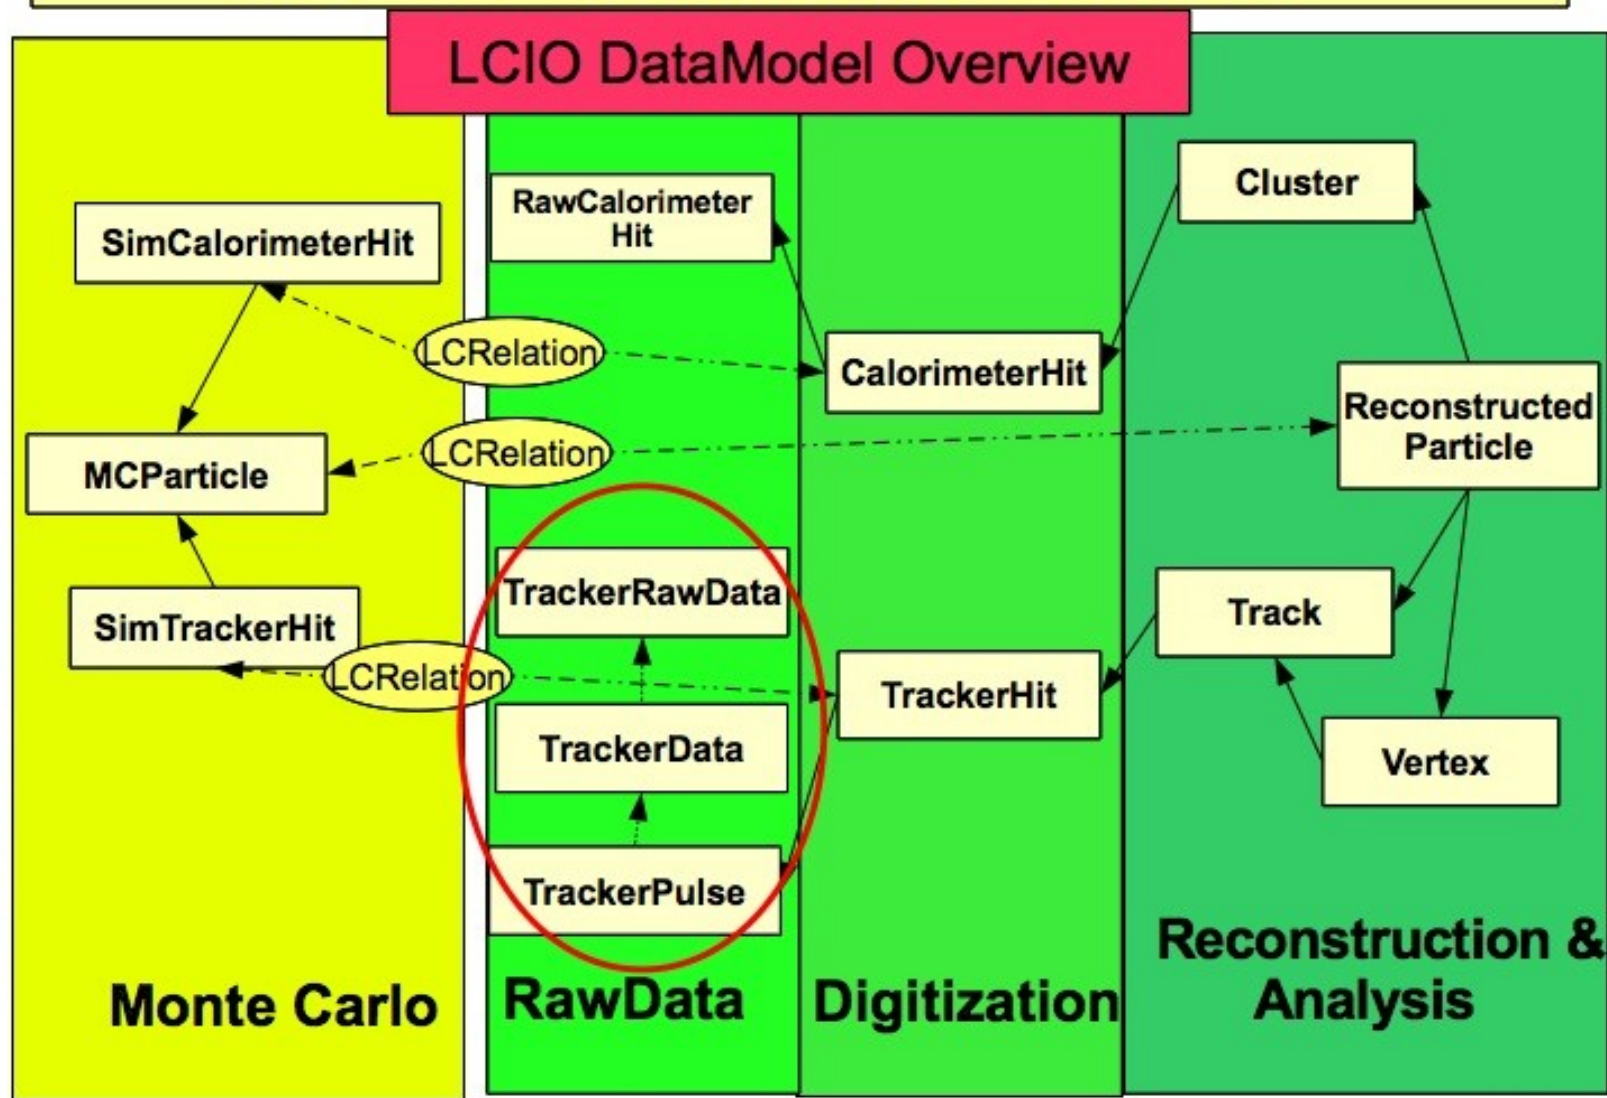 LCIO DataModel Overview
SimCalorimeterHit
MCParticle
SimTrackerHit
Monte Carlo
LCRelation
LCRelation
LCRelation
RawCalorimeter
Hit
TrackerRawData
TrackerData
TrackerPulse
RawData
CalorimeterHit
TrackerHit
Digitization
Cluster
Reconstructed
Particle
Track
Vertex
Reconstruction &
Analysis